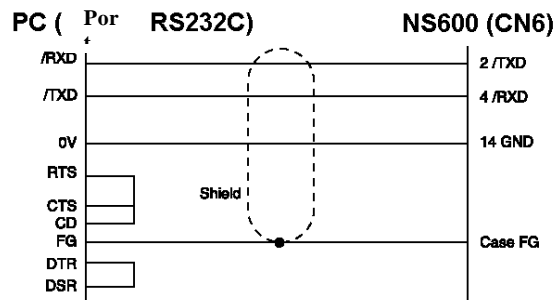 PC ( Por RS232C) NS600 (CN6)
t
/RXD 2 /TXD
/TXD 4 /RXD
0V 14 GND
RTS
Shield
CTS
CD
FG Case FG
DTR
DSR